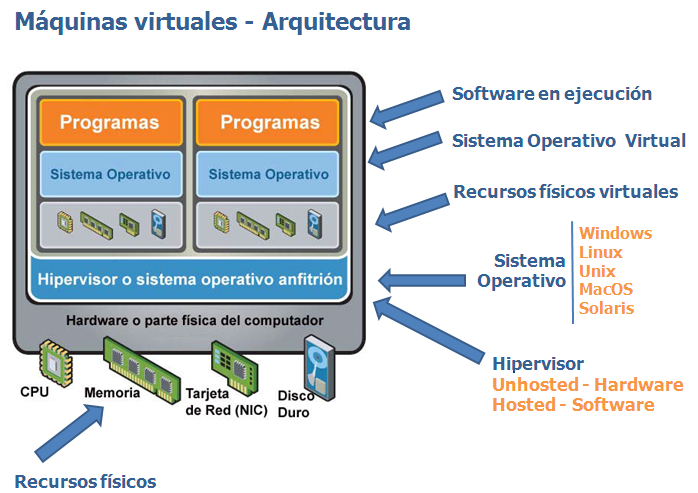 Máquinas virtuales - Arquitectura
Programas
Programas
Sistema Operativo
Sistema Operativo
Hipervisor o sistema operativo anfitrión
Hardware o parte física del computador
CPU
Memoria
Tarjeta
de Red (NIC)
Disco
Duro
Recursos físicos
Software en ejecución
Sistema Operativo Virtual
Recursos físicos virtuales
Sistema
Operativo
Windows
Linux
Unix
MacOS
Solaris
Hipervisor
Unhosted - Hardware
Hosted - Software